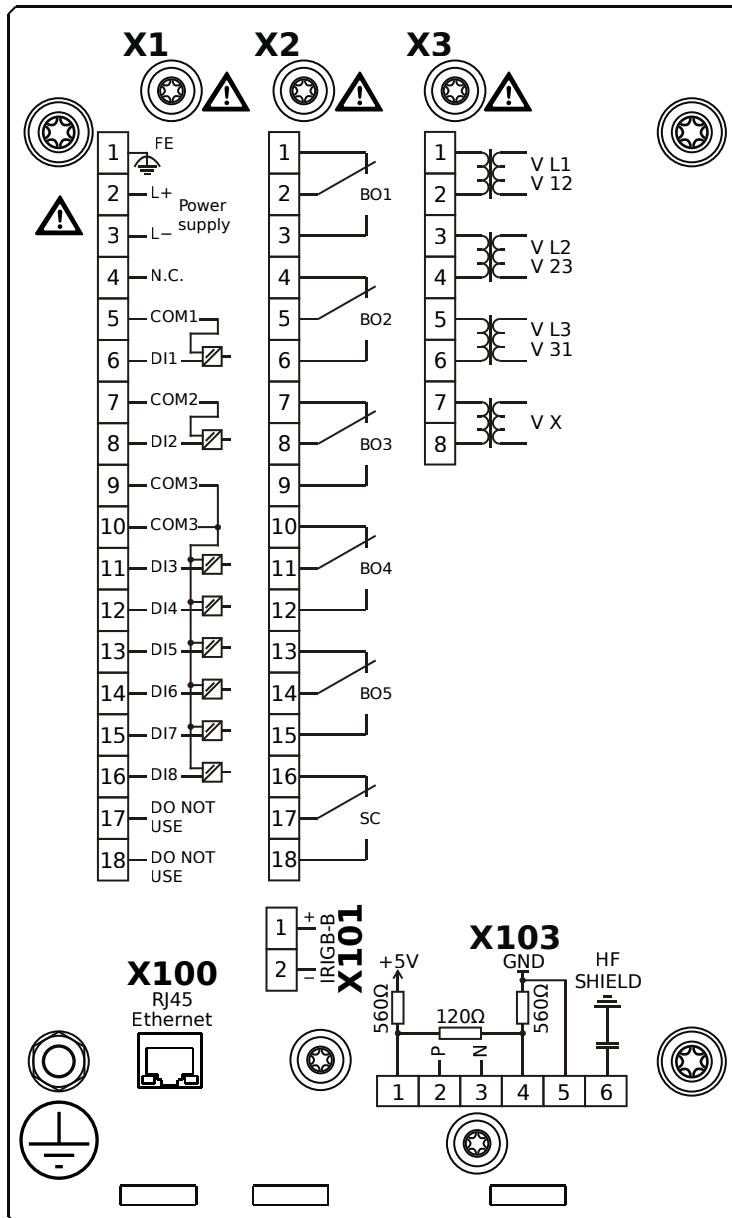 X1
X2
X3
1 FE
2 L+
Power
supply
3 L−
4 N.C.
5 COM1
6 DI1
7 COM2
8 DI2
9 COM3
10 COM3
11 DI3
12 DI4
13 DI5
14 DI6
15 DI7
16 DI8
17 DO NOT
USE
18 DO NOT
USE
1
2 BO1
3
4
5 BO2
6
7
8 BO3
9
10
11 BO4
12
13
14 BO5
15
16
17 SC
18
1 V L1
2 V 12
3 V L2
4 V 23
5 V L3
6 V 31
7 V X
8
X100
RJ45
Ethernet
1 +
2 −
IRIGB-B
X101
X103
+5V
GND
HF
SHIELD
560Ω
120Ω
560Ω
P
N
1 2 3 4 5 6